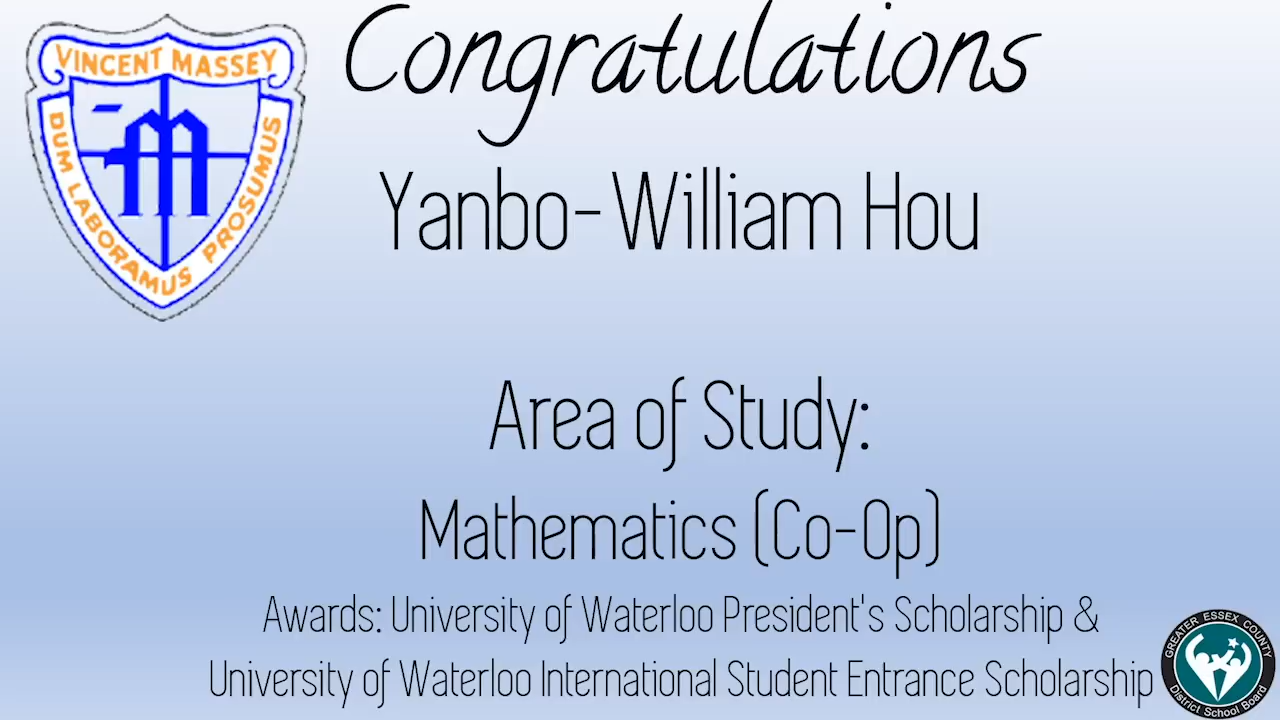 VINCENT MASSEY
DUM LABORAMUS PROSUMUS
M
Congratulations
Yanbo-William Hou
Area of Study:
Mathematics (Co-Op)
Awards: University of Waterloo President's Scholarship &
University of Waterloo International Student Entrance Scholarship
GREATER ESSEX COUNTY
District School Board